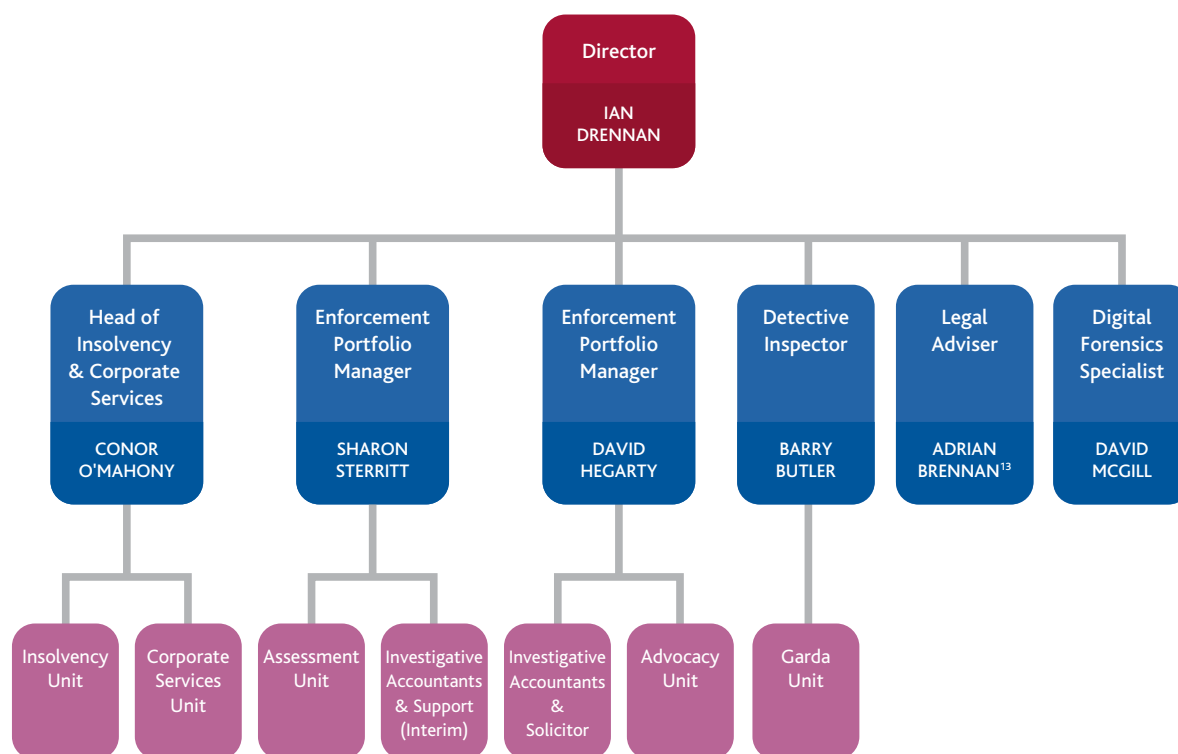 Director
IAN
DRENNAN
Head of
Insolvency
& Corporate
Services
CONOR
O'MAHONY
Enforcement
Portfolio
Manager
SHARON
STERRITT
Enforcement
Portfolio
Manager
DAVID
HEGARTY
Detective
Inspector
BARRY
BUTLER
Legal
Adviser
ADRIAN
BRENNAN¹³
Digital
Forensics
Specialist
DAVID
MCGILL
Insolvency
Unit
Corporate
Services
Unit
Assessment
Unit
Investigative
Accountants
& Support
(Interim)
Investigative
Accountants
&
Solicitor
Advocacy
Unit
Garda
Unit